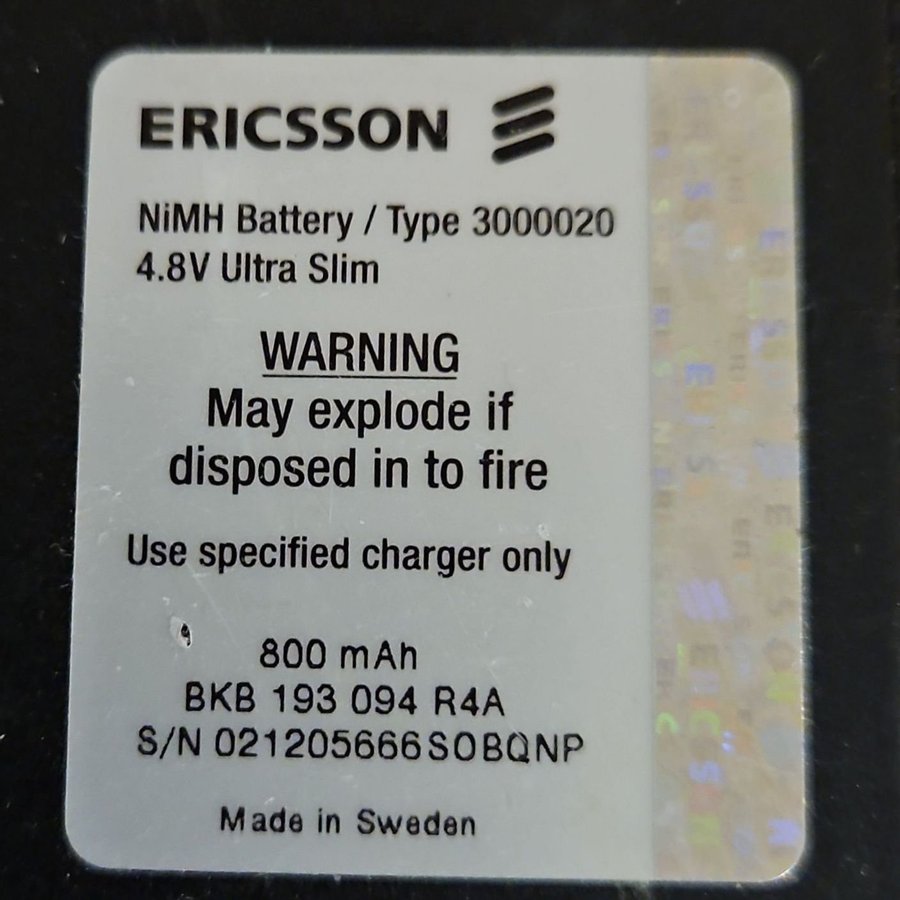 ERICSSON
NiMH Battery / Type 3000020
4.8V Ultra Slim
WARNING
May explode if
disposed in to fire
Use specified charger only
800 mAh
BKB 193 094 R4A
S/N 021205666SOBQNP
Made in Sweden